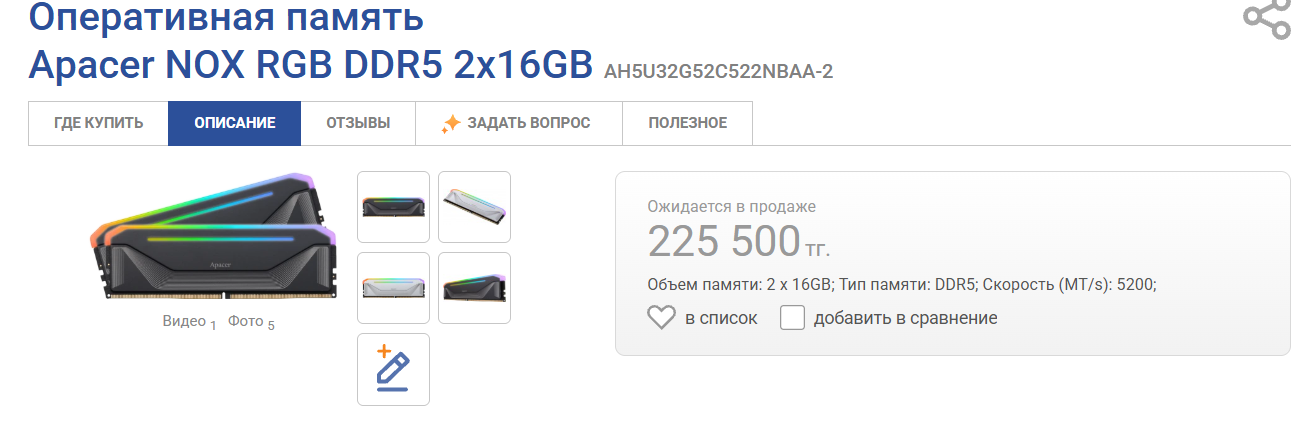 Оперативная память
Apacer NOX RGB DDR5 2x16GB AH5U32G52C522NBAA-2
ГДЕ КУПИТЬ ОПИСАНИЕ ОТЗЫВЫ ЗАДАТЬ ВОПРОС ПОЛЕЗНОЕ
Apacer
Видео 1 Фото 5
Ожидается в продаже
225 500 тг.
Объем памяти: 2 x 16GB; Тип памяти: DDR5; Скорость (MT/s): 5200;
в список добавить в сравнение